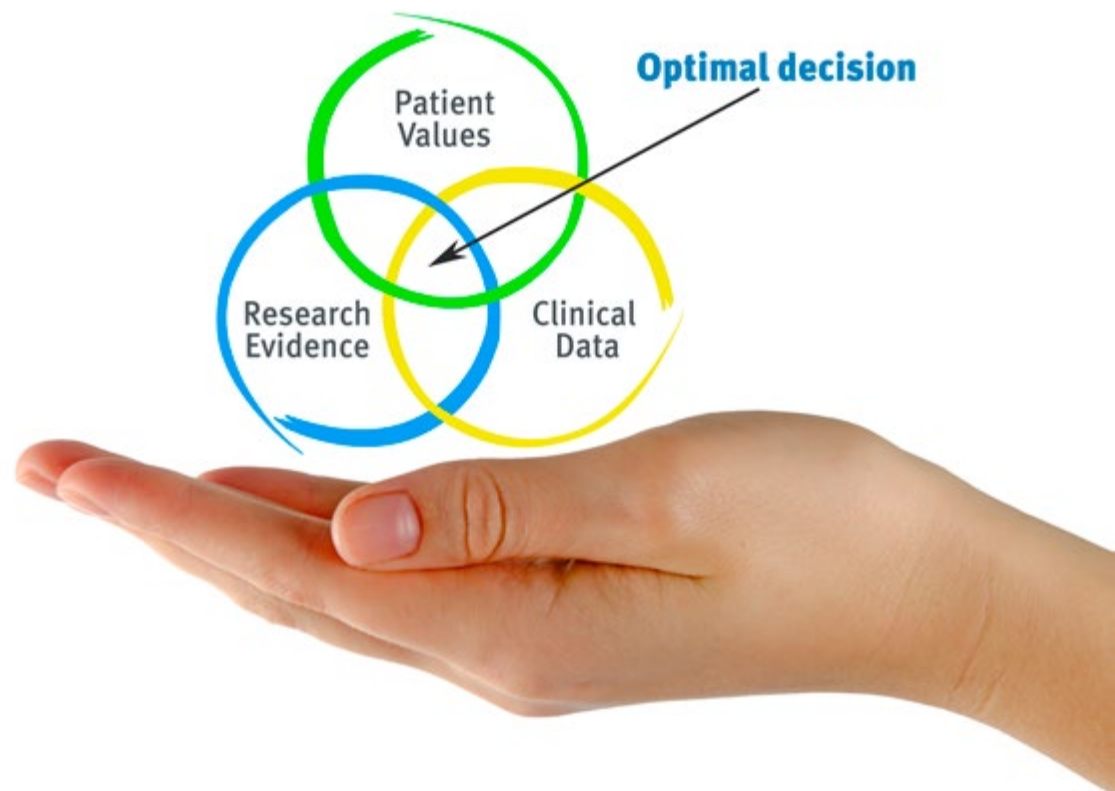 Optimal decision
Patient
Values
Research
Evidence
Clinical
Data